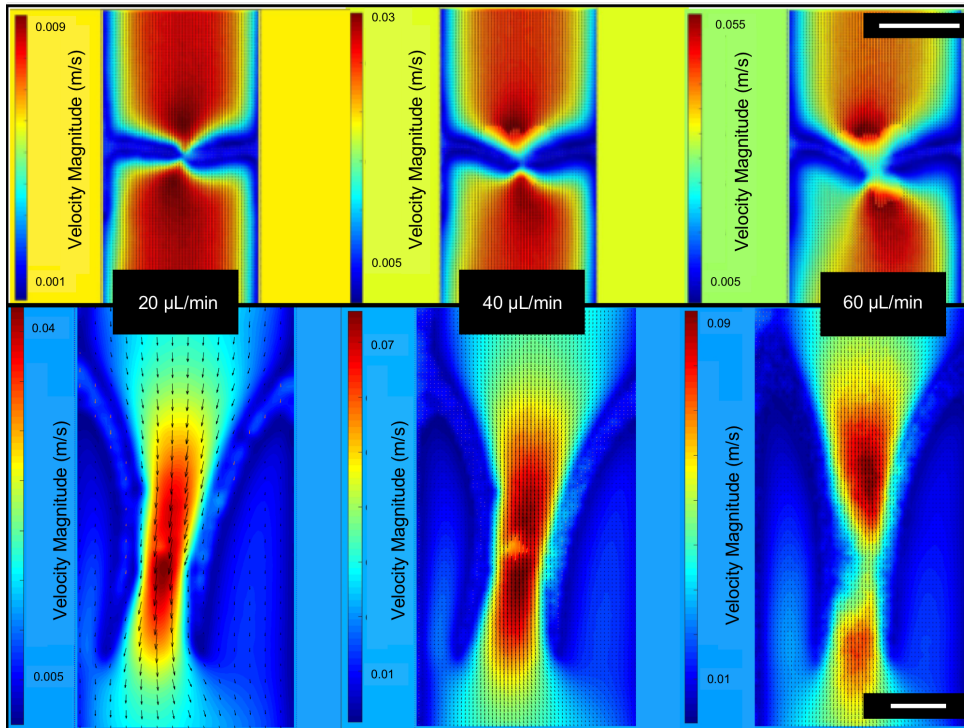 0.009
Velocity Magnitude (m/s)
0.001
0.03
Velocity Magnitude (m/s)
0.005
0.055
Velocity Magnitude (m/s)
0.005
20 µL/min
40 µL/min
60 µL/min
0.04
Velocity Magnitude (m/s)
0.005
0.07
Velocity Magnitude (m/s)
0.01
0.09
Velocity Magnitude (m/s)
0.01